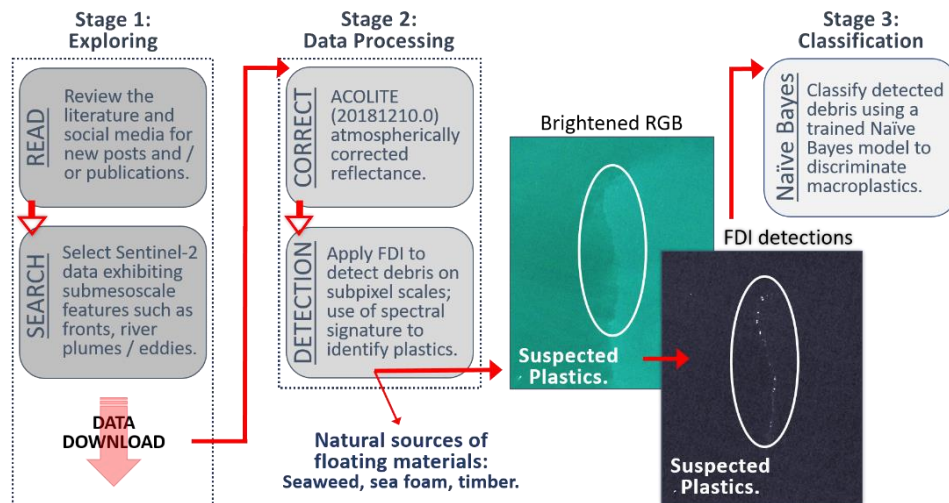 Stage 1:
Exploring
READ
Review the
literature and
social media for
new posts and /
or publications.
SEARCH
Select Sentinel-2
data exhibiting
submesoscale
features such as
fronts, river
plumes / eddies.
DATA
DOWNLOAD
Stage 2:
Data Processing
CORRECT
ACOLITE
(20181210.0)
atmospherically
corrected
reflectance.
DETECTION
Apply FDI to
detect debris on
subpixel scales;
use of spectral
signature to
identify plastics.
Natural sources of
floating materials:
Seaweed, sea foam, timber.
Brightened RGB
Suspected
Plastics.
FDI detections
Suspected
Plastics.
Stage 3:
Classification
Naïve Bayes
Classify detected
debris using a
trained Naïve
Bayes model to
discriminate
macroplastics.